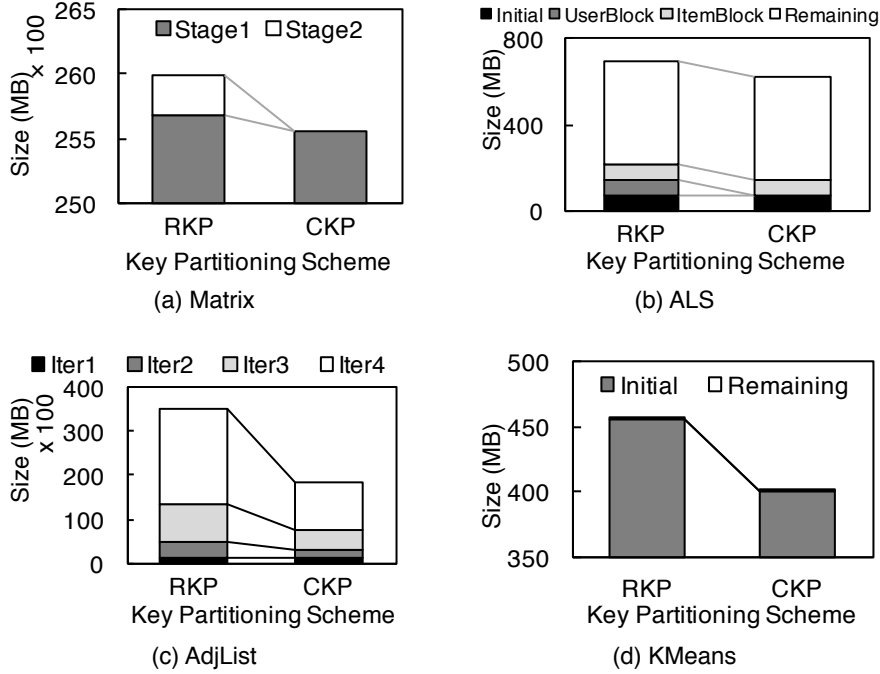 Stage1 Stage2
Size (MB)
x 100
265
260
255
250
RKP CKP
Key Partitioning Scheme
(a) Matrix
Initial UserBlock ItemBlock Remaining
Size (MB)
800
400
0
RKP CKP
Key Partitioning Scheme
(b) ALS
Iter1 Iter2 Iter3 Iter4
Size (MB)
x 100
400
300
200
100
0
RKP CKP
Key Partitioning Scheme
(c) AdjList
Initial Remaining
Size (MB)
500
450
400
350
RKP CKP
Key Partitioning Scheme
(d) KMeans